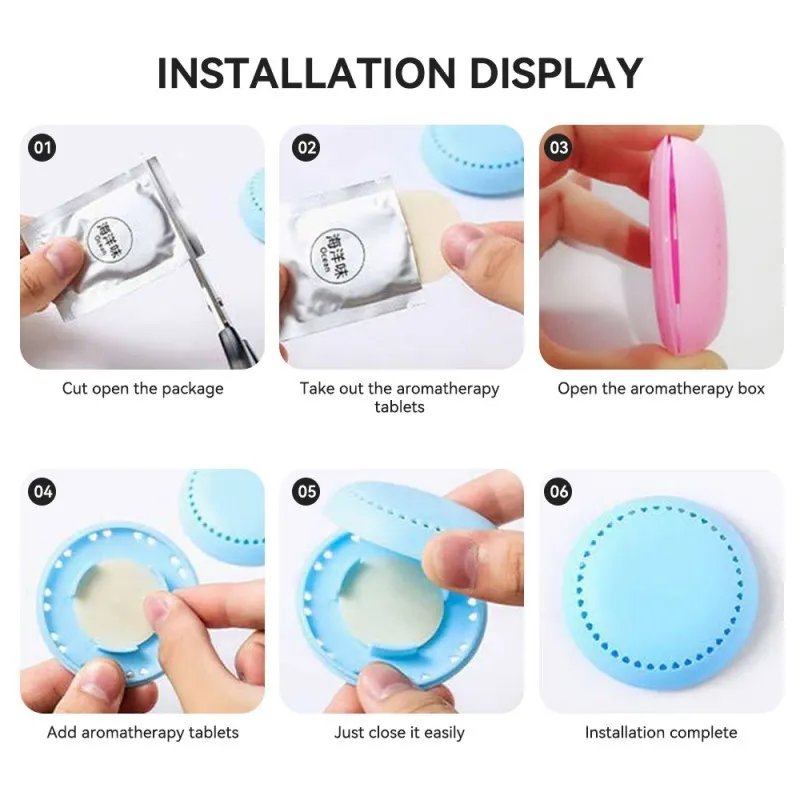 INSTALLATION DISPLAY
01
海洋味
Ocean
Cut open the package
02
海洋味
Ocean
Take out the aromatherapy
tablets
03
Open the aromatherapy box
04
Add aromatherapy tablets
05
Just close it easily
06
Installation complete